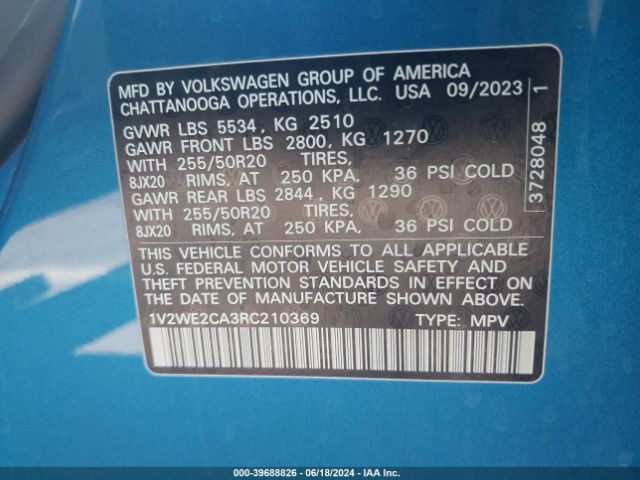 MFD BY VOLKSWAGEN GROUP OF AMERICA
CHATTANOOGA OPERATIONS, LLC. USA 09/2023
GVWR LBS 5534, KG 2510
GAWR FRONT LBS 2800, KG 1270
WITH 255/50R20 TIRES,
8JX20 RIMS, AT 250 KPA, 36 PSI COLD
GAWR REAR LBS 2844, KG 1290
WITH 255/50R20 TIRES,
8JX20 RIMS, AT 250 KPA, 36 PSI COLD
THIS VEHICLE CONFORMS TO ALL APPLICABLE
U.S. FEDERAL MOTOR VEHICLE SAFETY AND
THEFT PREVENTION STANDARDS IN EFFECT ON
THE DATE OF MANUFACTURE SHOWN ABOVE.
1V2WE2CA3RC210369 TYPE: MPV
3728048 1
000-39688826 - 06/18/2024 - IAAI.COM